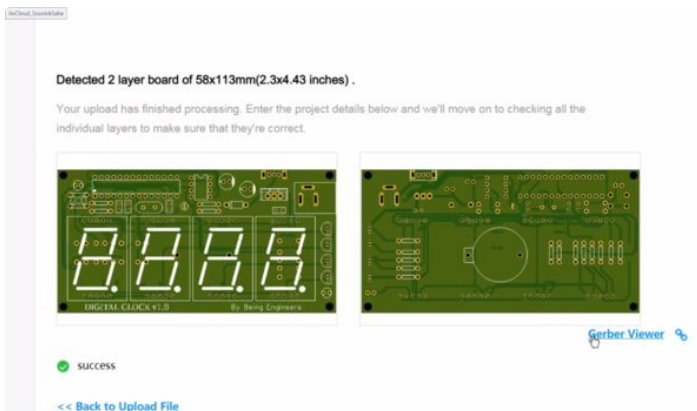 Detected 2 layer board of 58x113mm(2.3x4.43 inches) .
Your upload has finished processing. Enter the project details below and we'll move on to checking all the
individual layers to make sure that they're correct.
DIGITAL CLOCK v1.0
By Being Engineers
Gerber Viewer
success
<< Back to Upload File